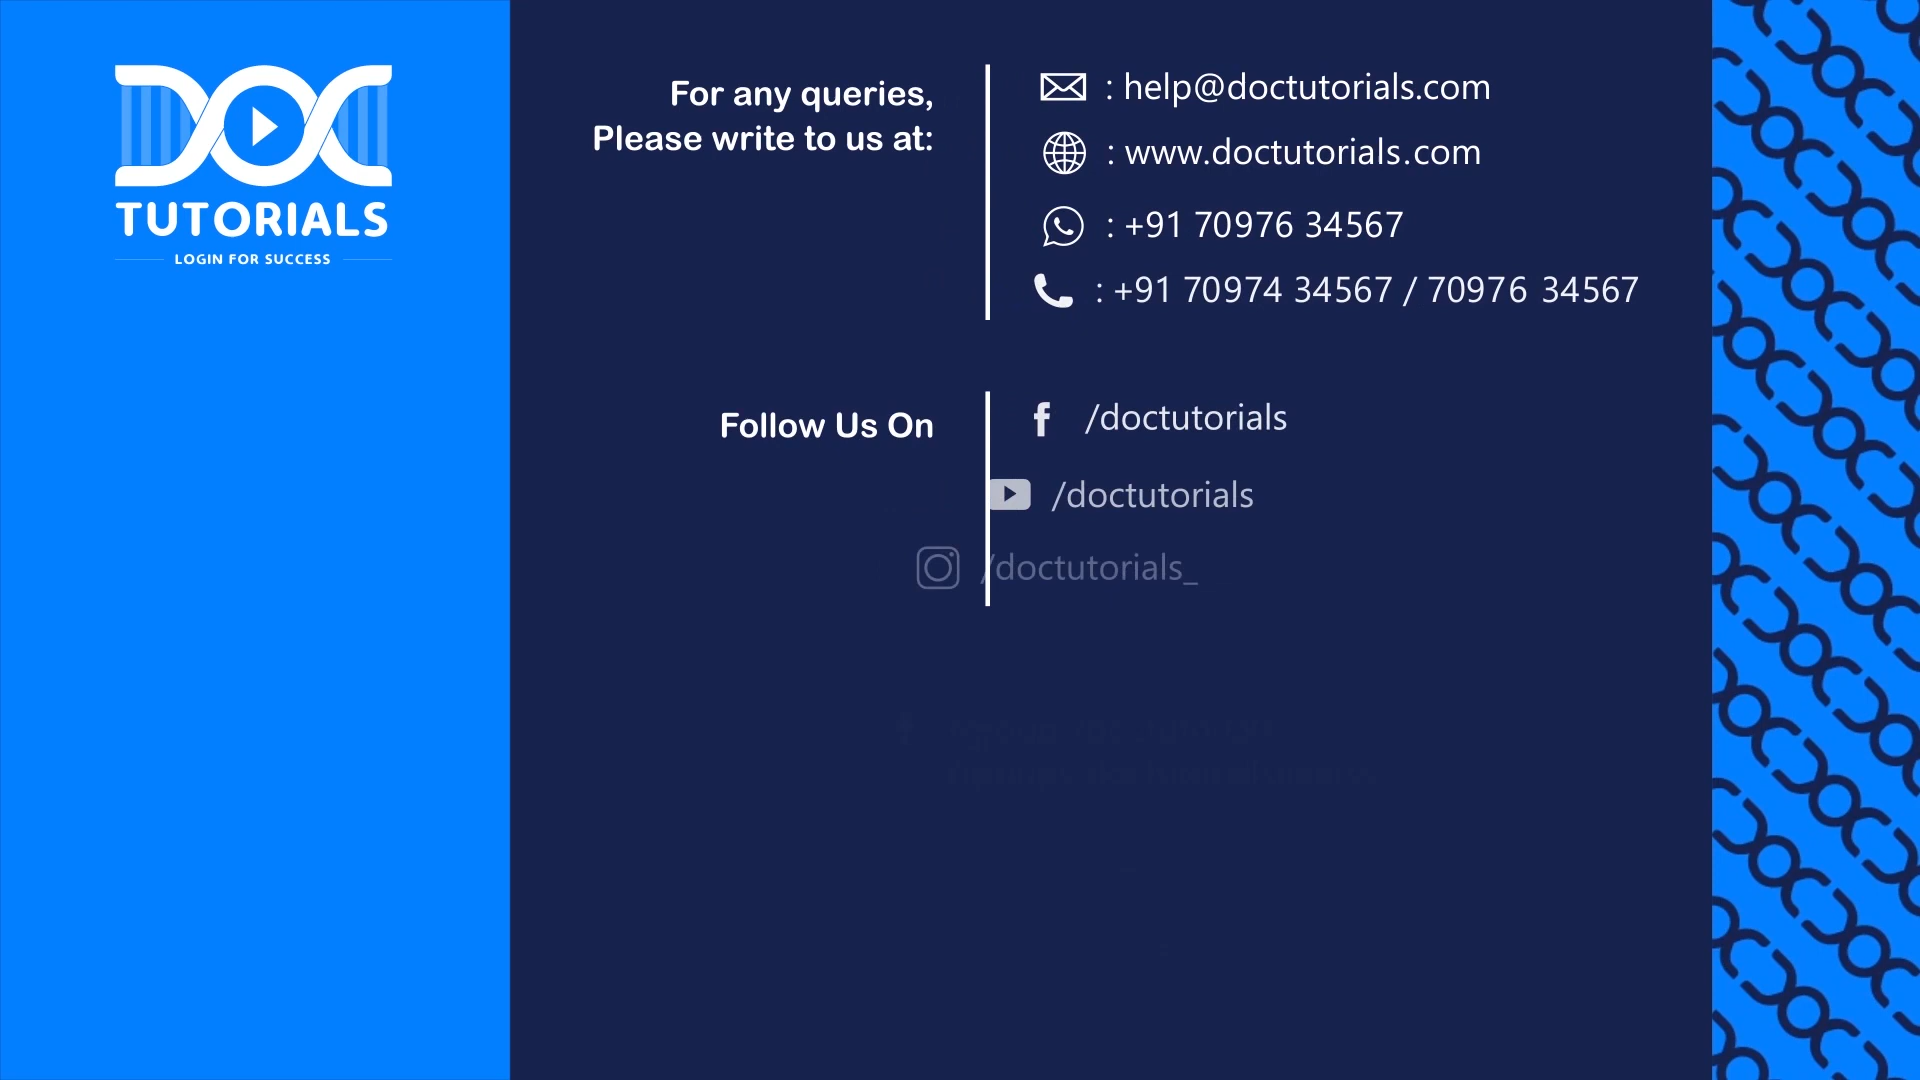 DOC
TUTORIALS
LOGIN FOR SUCCESS
For any queries,
Please write to us at:
: help@doctutorials.com
: www.doctutorials.com
: +91 70976 34567
: +91 70974 34567 / 70976 34567
Follow Us On
/doctutorials
/doctutorials
/doctutorials_